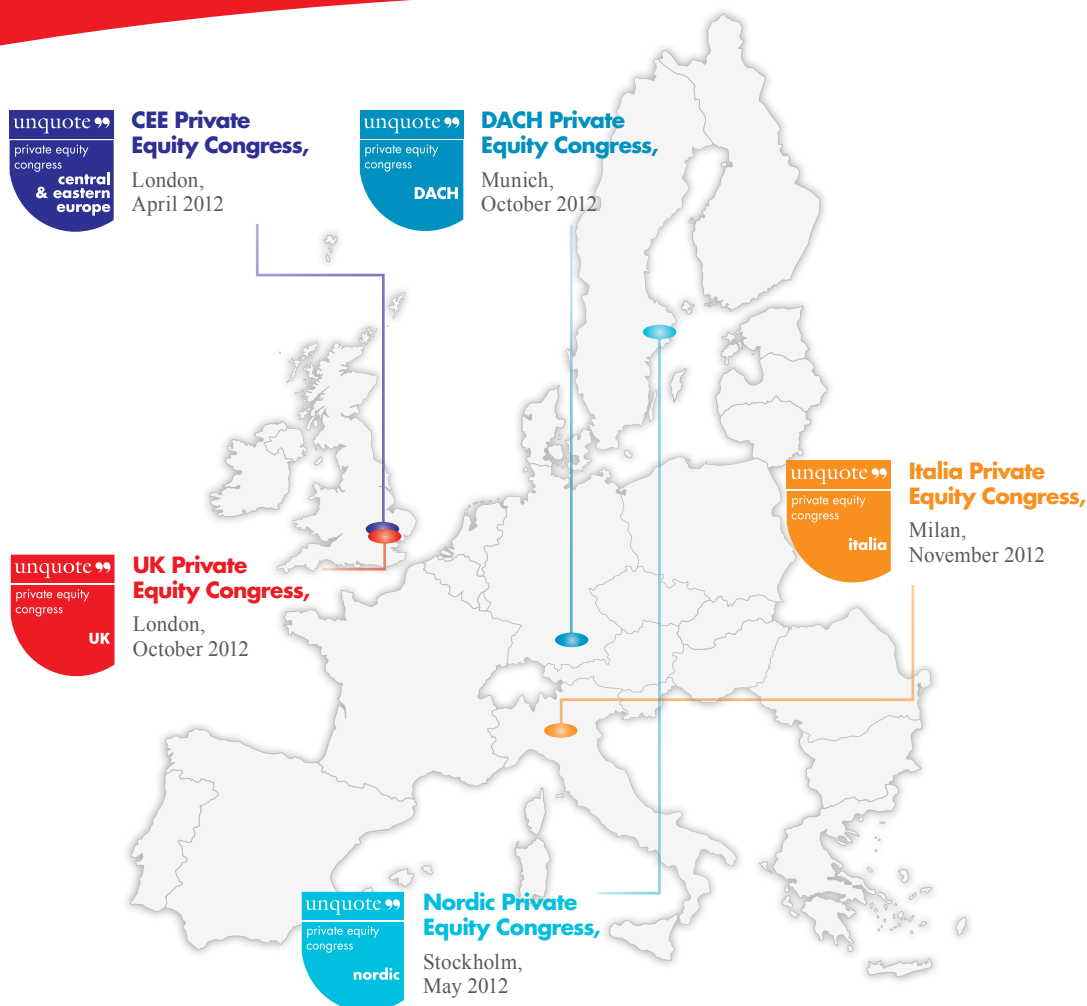 unquote ”
private equity
congress
central
& eastern
europe
CEE Private
Equity Congress,
London,
April 2012
unquote ”
private equity
congress
DACH
DACH Private
Equity Congress,
Munich,
October 2012
unquote ”
private equity
congress
italia
Italia Private
Equity Congress,
Milan,
November 2012
unquote ”
private equity
congress
UK
UK Private
Equity Congress,
London,
October 2012
unquote ”
private equity
congress
nordic
Nordic Private
Equity Congress,
Stockholm,
May 2012